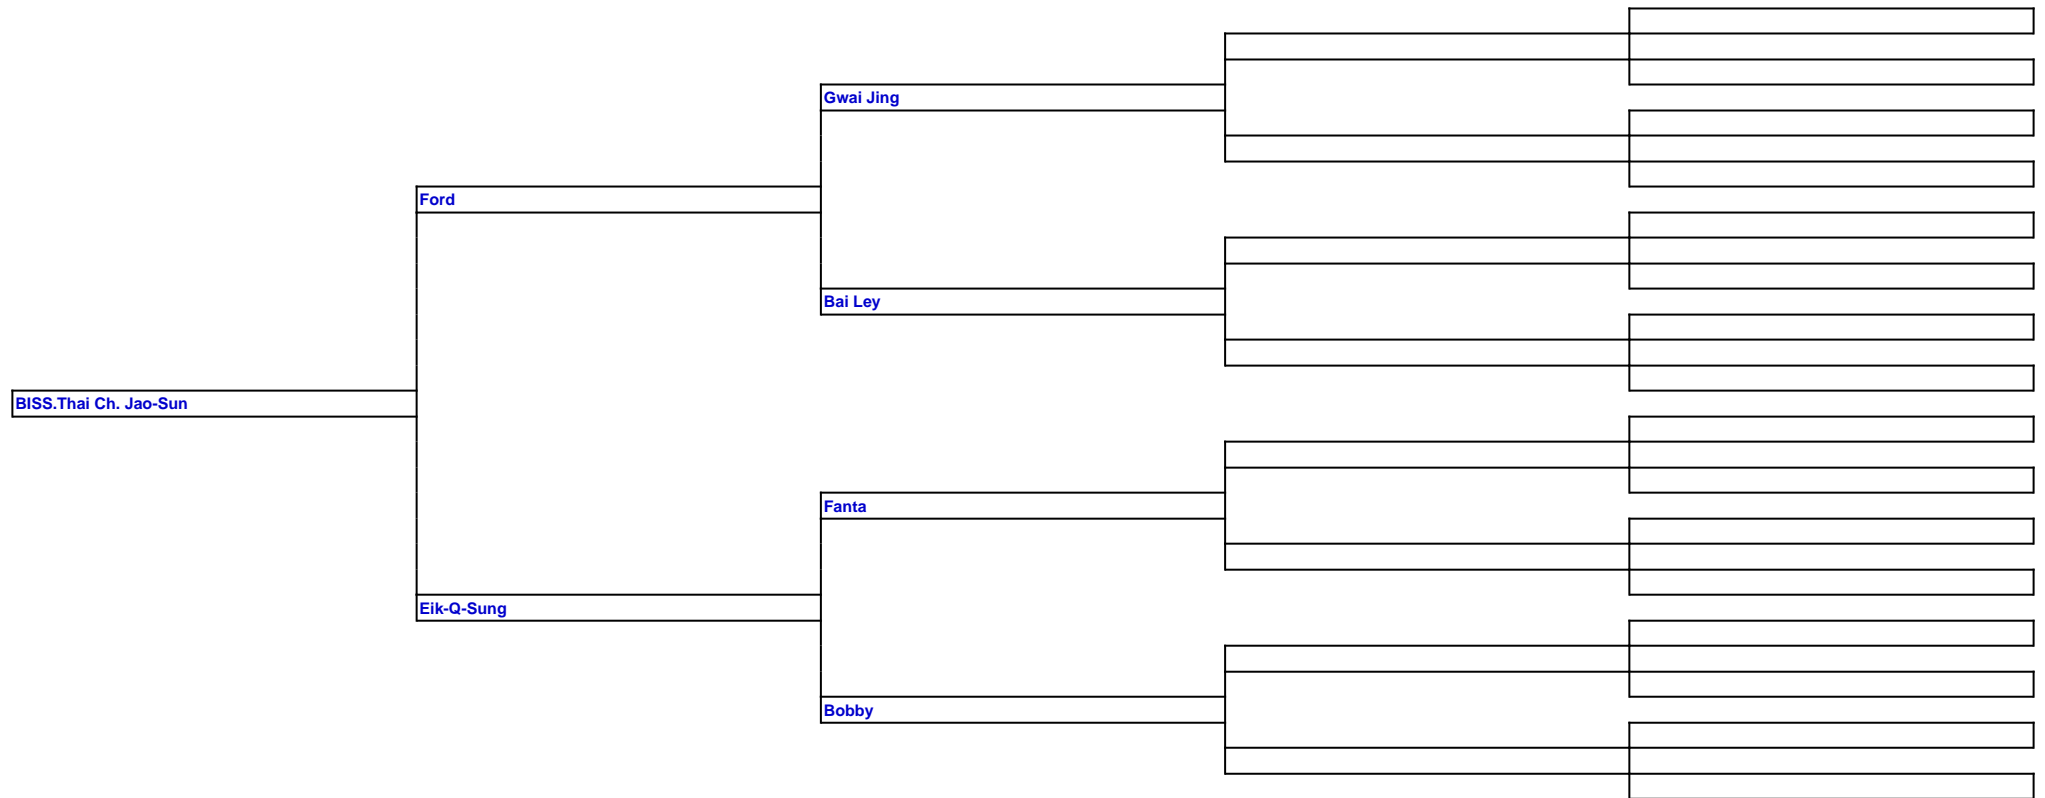 Gwai Jing
Ford
Bai Ley
BISS.Thai Ch. Jao-Sun
Fanta
Eik-Q-Sung
Bobby